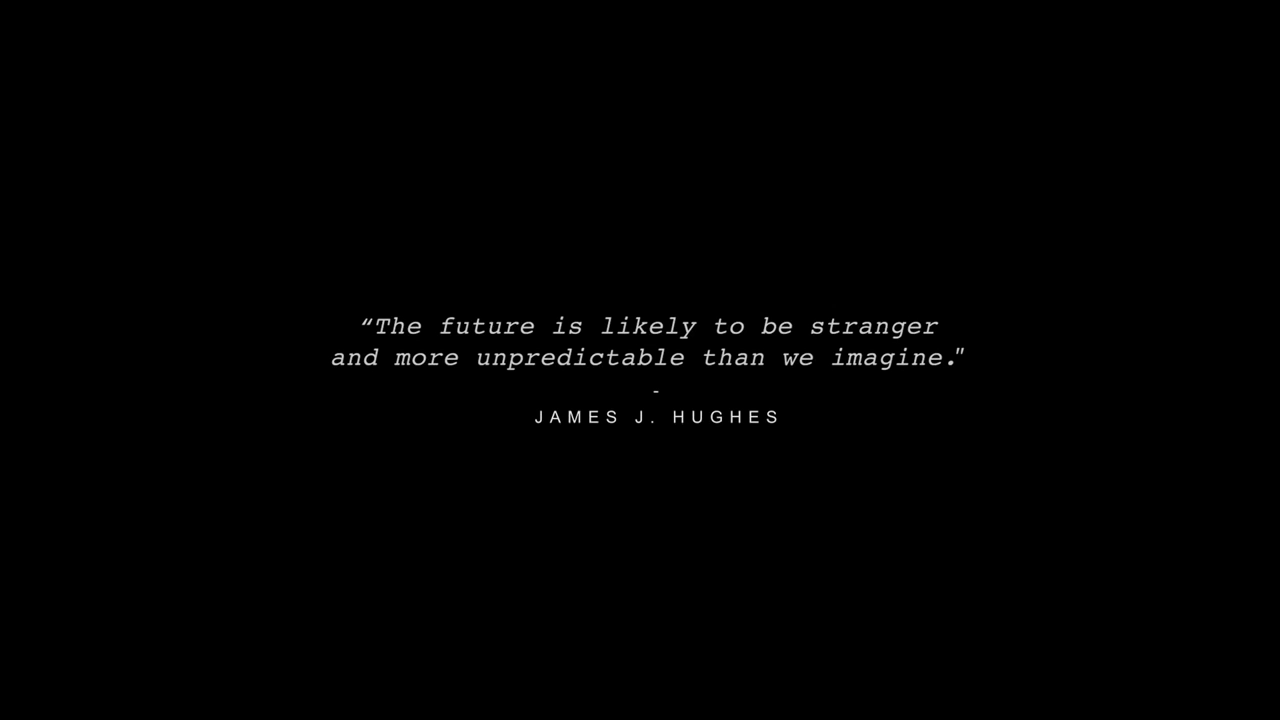 “The future is likely to be stranger
and more unpredictable than we imagine."
-
JAMES J. HUGHES